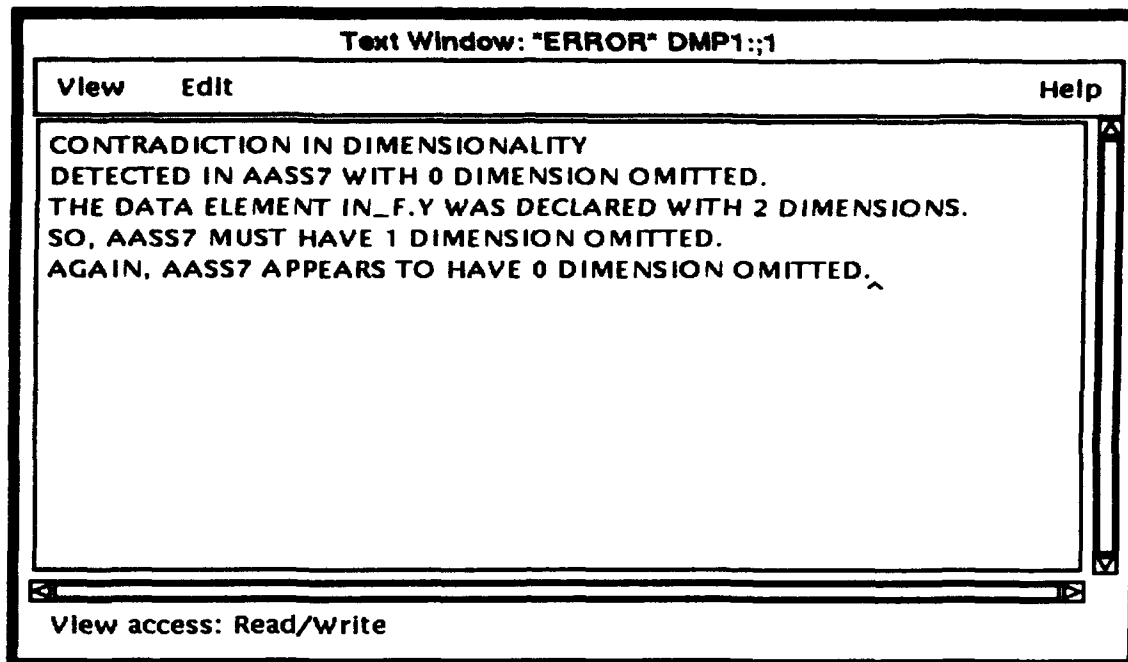 Text Window: "ERROR" DMP1:;1
View Edit Help
CONTRADICTION IN DIMENSIONALITY
DETECTED IN AASS7 WITH 0 DIMENSION OMITTED.
THE DATA ELEMENT IN_F.Y WAS DECLARED WITH 2 DIMENSIONS.
SO, AASS7 MUST HAVE 1 DIMENSION OMITTED.
AGAIN, AASS7 APPEARS TO HAVE 0 DIMENSION OMITTED.^
View access: Read/Write